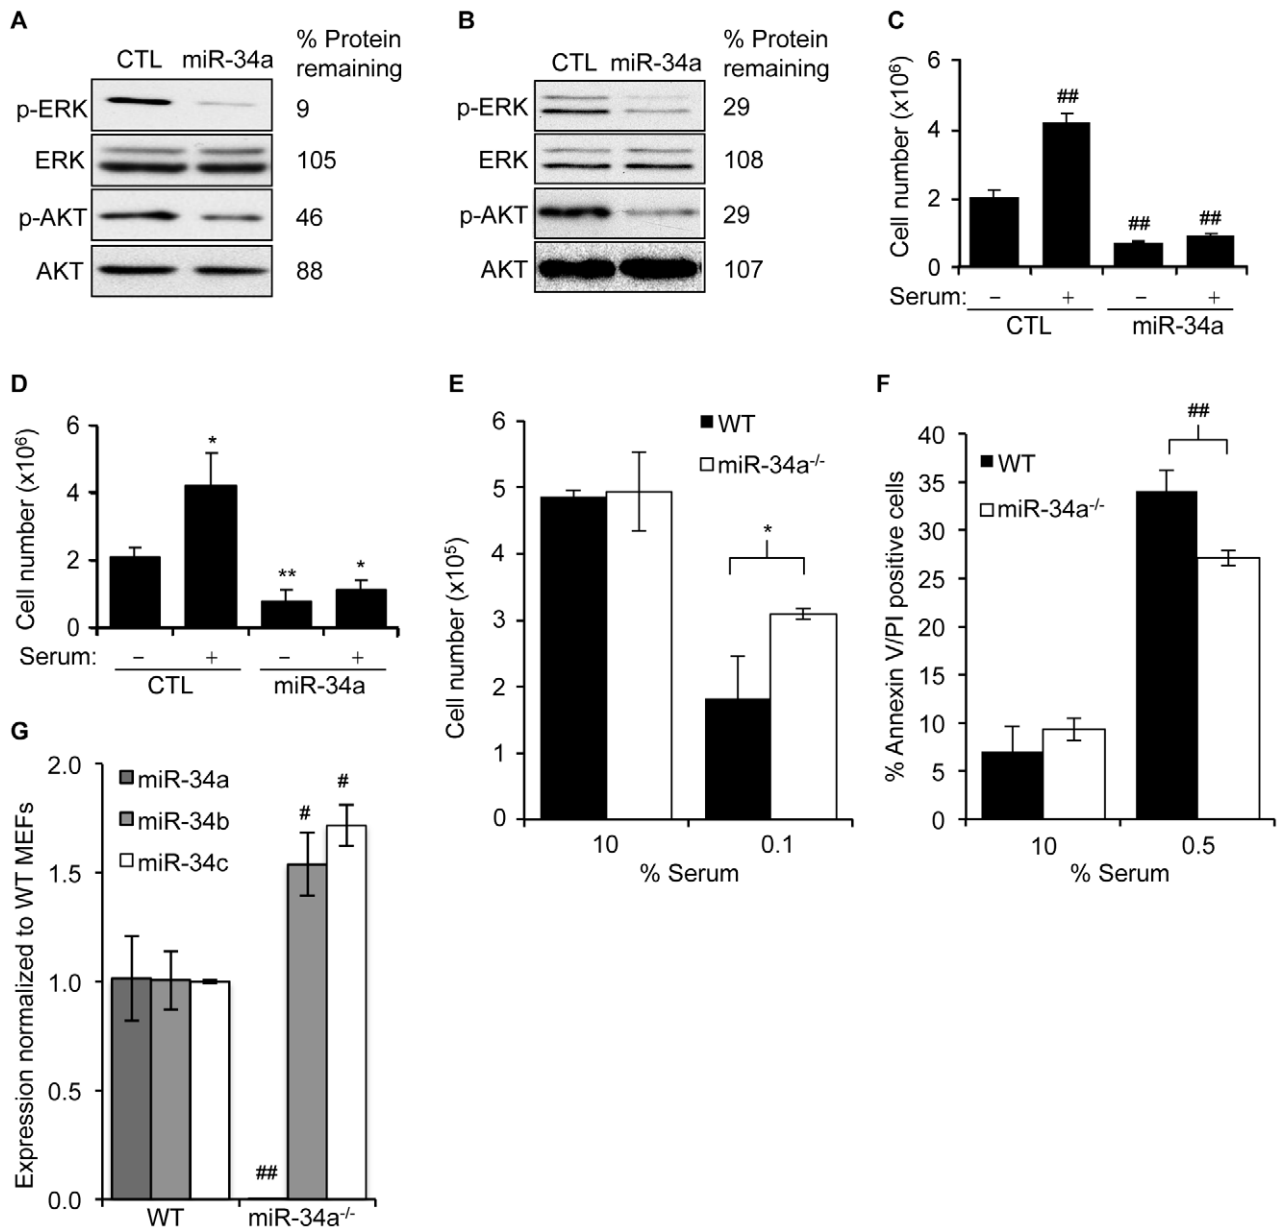 A
CTL miR-34a
% Protein
remaining
p-ERK 9
ERK 105
p-AKT 46
AKT 88
B
CTL miR-34a
% Protein
remaining
p-ERK 29
ERK 108
p-AKT 29
AKT 107
C
Cell number (x10⁶)
6
4
2
0
##
##
##
Serum: − + − +
CTL miR-34a
D
Cell number (x10⁶)
6
4
2
0
*
**
*
Serum: − + − +
CTL miR-34a
E
Cell number (x10⁵)
6
5
4
3
2
1
0
WT
miR-34a⁻/⁻
*
10 0.1
% Serum
F
% Annexin V/PI positive cells
40
35
30
25
20
15
10
5
0
WT
miR-34a⁻/⁻
##
10 0.5
% Serum
G
Expression normalized to WT MEFs
2.0
1.5
1.0
0.5
0.0
miR-34a
miR-34b
miR-34c
##
#
#
WT miR-34a⁻/⁻